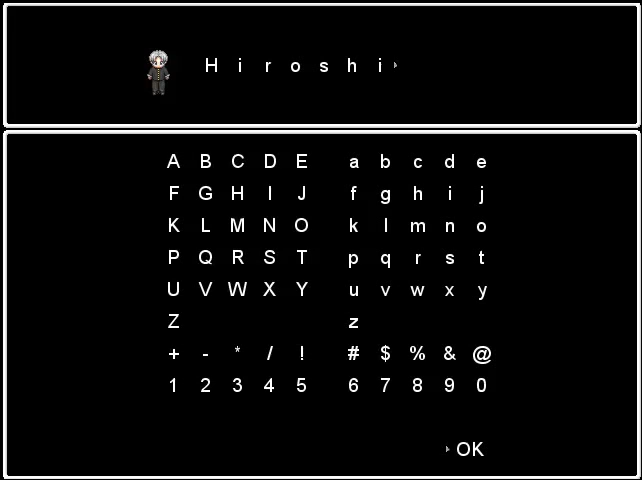 Hiroshi
A B C D E a b c d e
F G H I J f g h i j
K L M N O k l m n o
P Q R S T p q r s t
U V W X Y u v w x y
Z z
+ - * / ! # $ % & @
1 2 3 4 5 6 7 8 9 0
OK